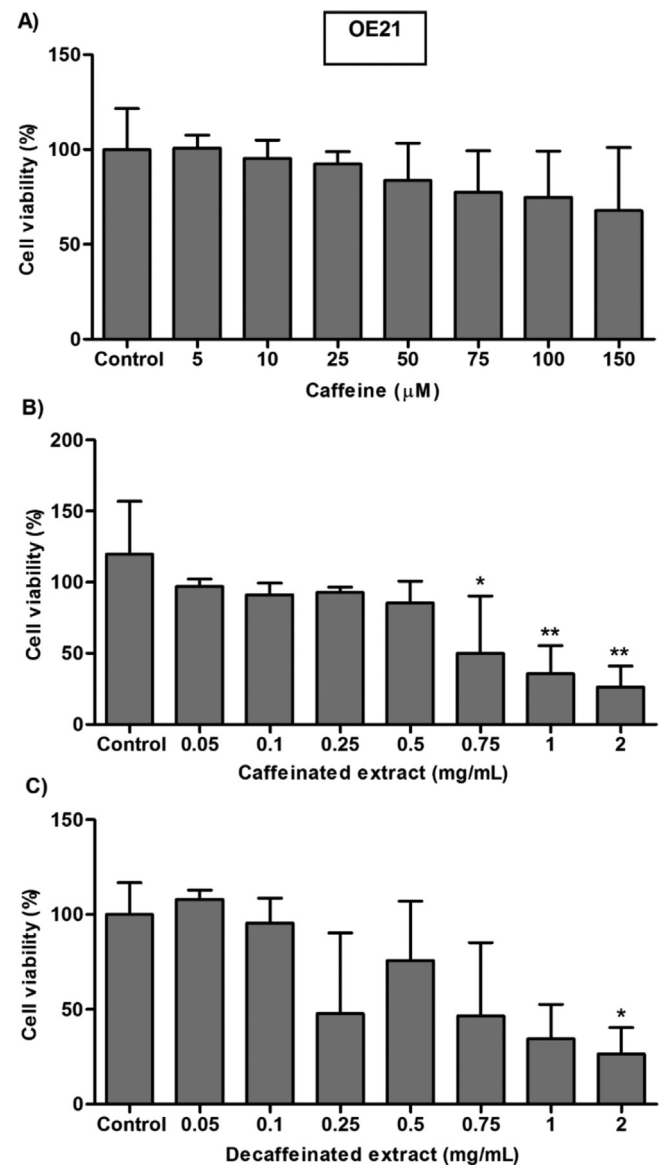 A)
OE21
150
100
50
0
Cell viability (%)
Control 5 10 25 50 75 100 150
Caffeine (μM)
B)
200
150
100
50
0
Cell viability (%)
*
**
**
Control 0.05 0.1 0.25 0.5 0.75 1 2
Caffeinated extract (mg/mL)
C)
150
100
50
0
Cell viability (%)
*
Control 0.05 0.1 0.25 0.5 0.75 1 2
Decaffeinated extract (mg/mL)